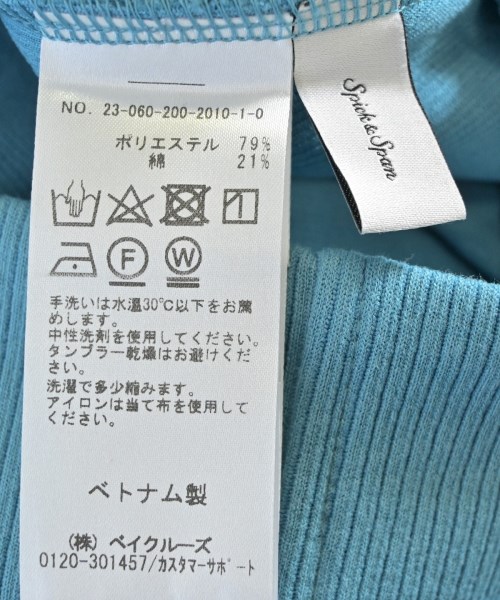 NO. 23-060-200-2010-1-0
ポリエステル 79%
綿 21%
F W
手洗いは水温30℃以下をお薦
めします。
中性洗剤を使用してください。
タンブラー乾燥はお避けくださ
い。
洗濯で多少縮みます。
アイロンは当て布を使用して
ください。
ベトナム製
(株) ベイクルーズ
0120-301457/カスタマーサポート
Spick & Span